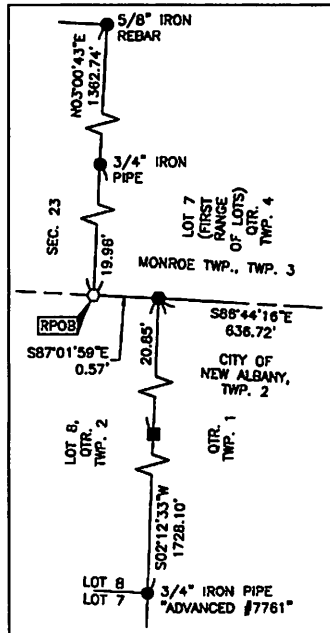 5/8" IRON
REBAR
N03°00'43"E
1362.74'
3/4" IRON
PIPE
SEC. 23
19.98'
LOT 7
(FIRST
RANGE
OF LOTS)
QTR.
TWP. 4
MONROE TWP., TWP. 3
RPOB
S87°01'59"E
0.57'
S86°44'16"E
636.72'
20.85'
CITY OF
NEW ALBANY,
TWP. 2
LOT 8,
QTR.
TWP. 2
QTR.
TWP. 1
S02°12'33"W
1728.10'
LOT 8
LOT 7
3/4" IRON PIPE
"ADVANCED #7761"